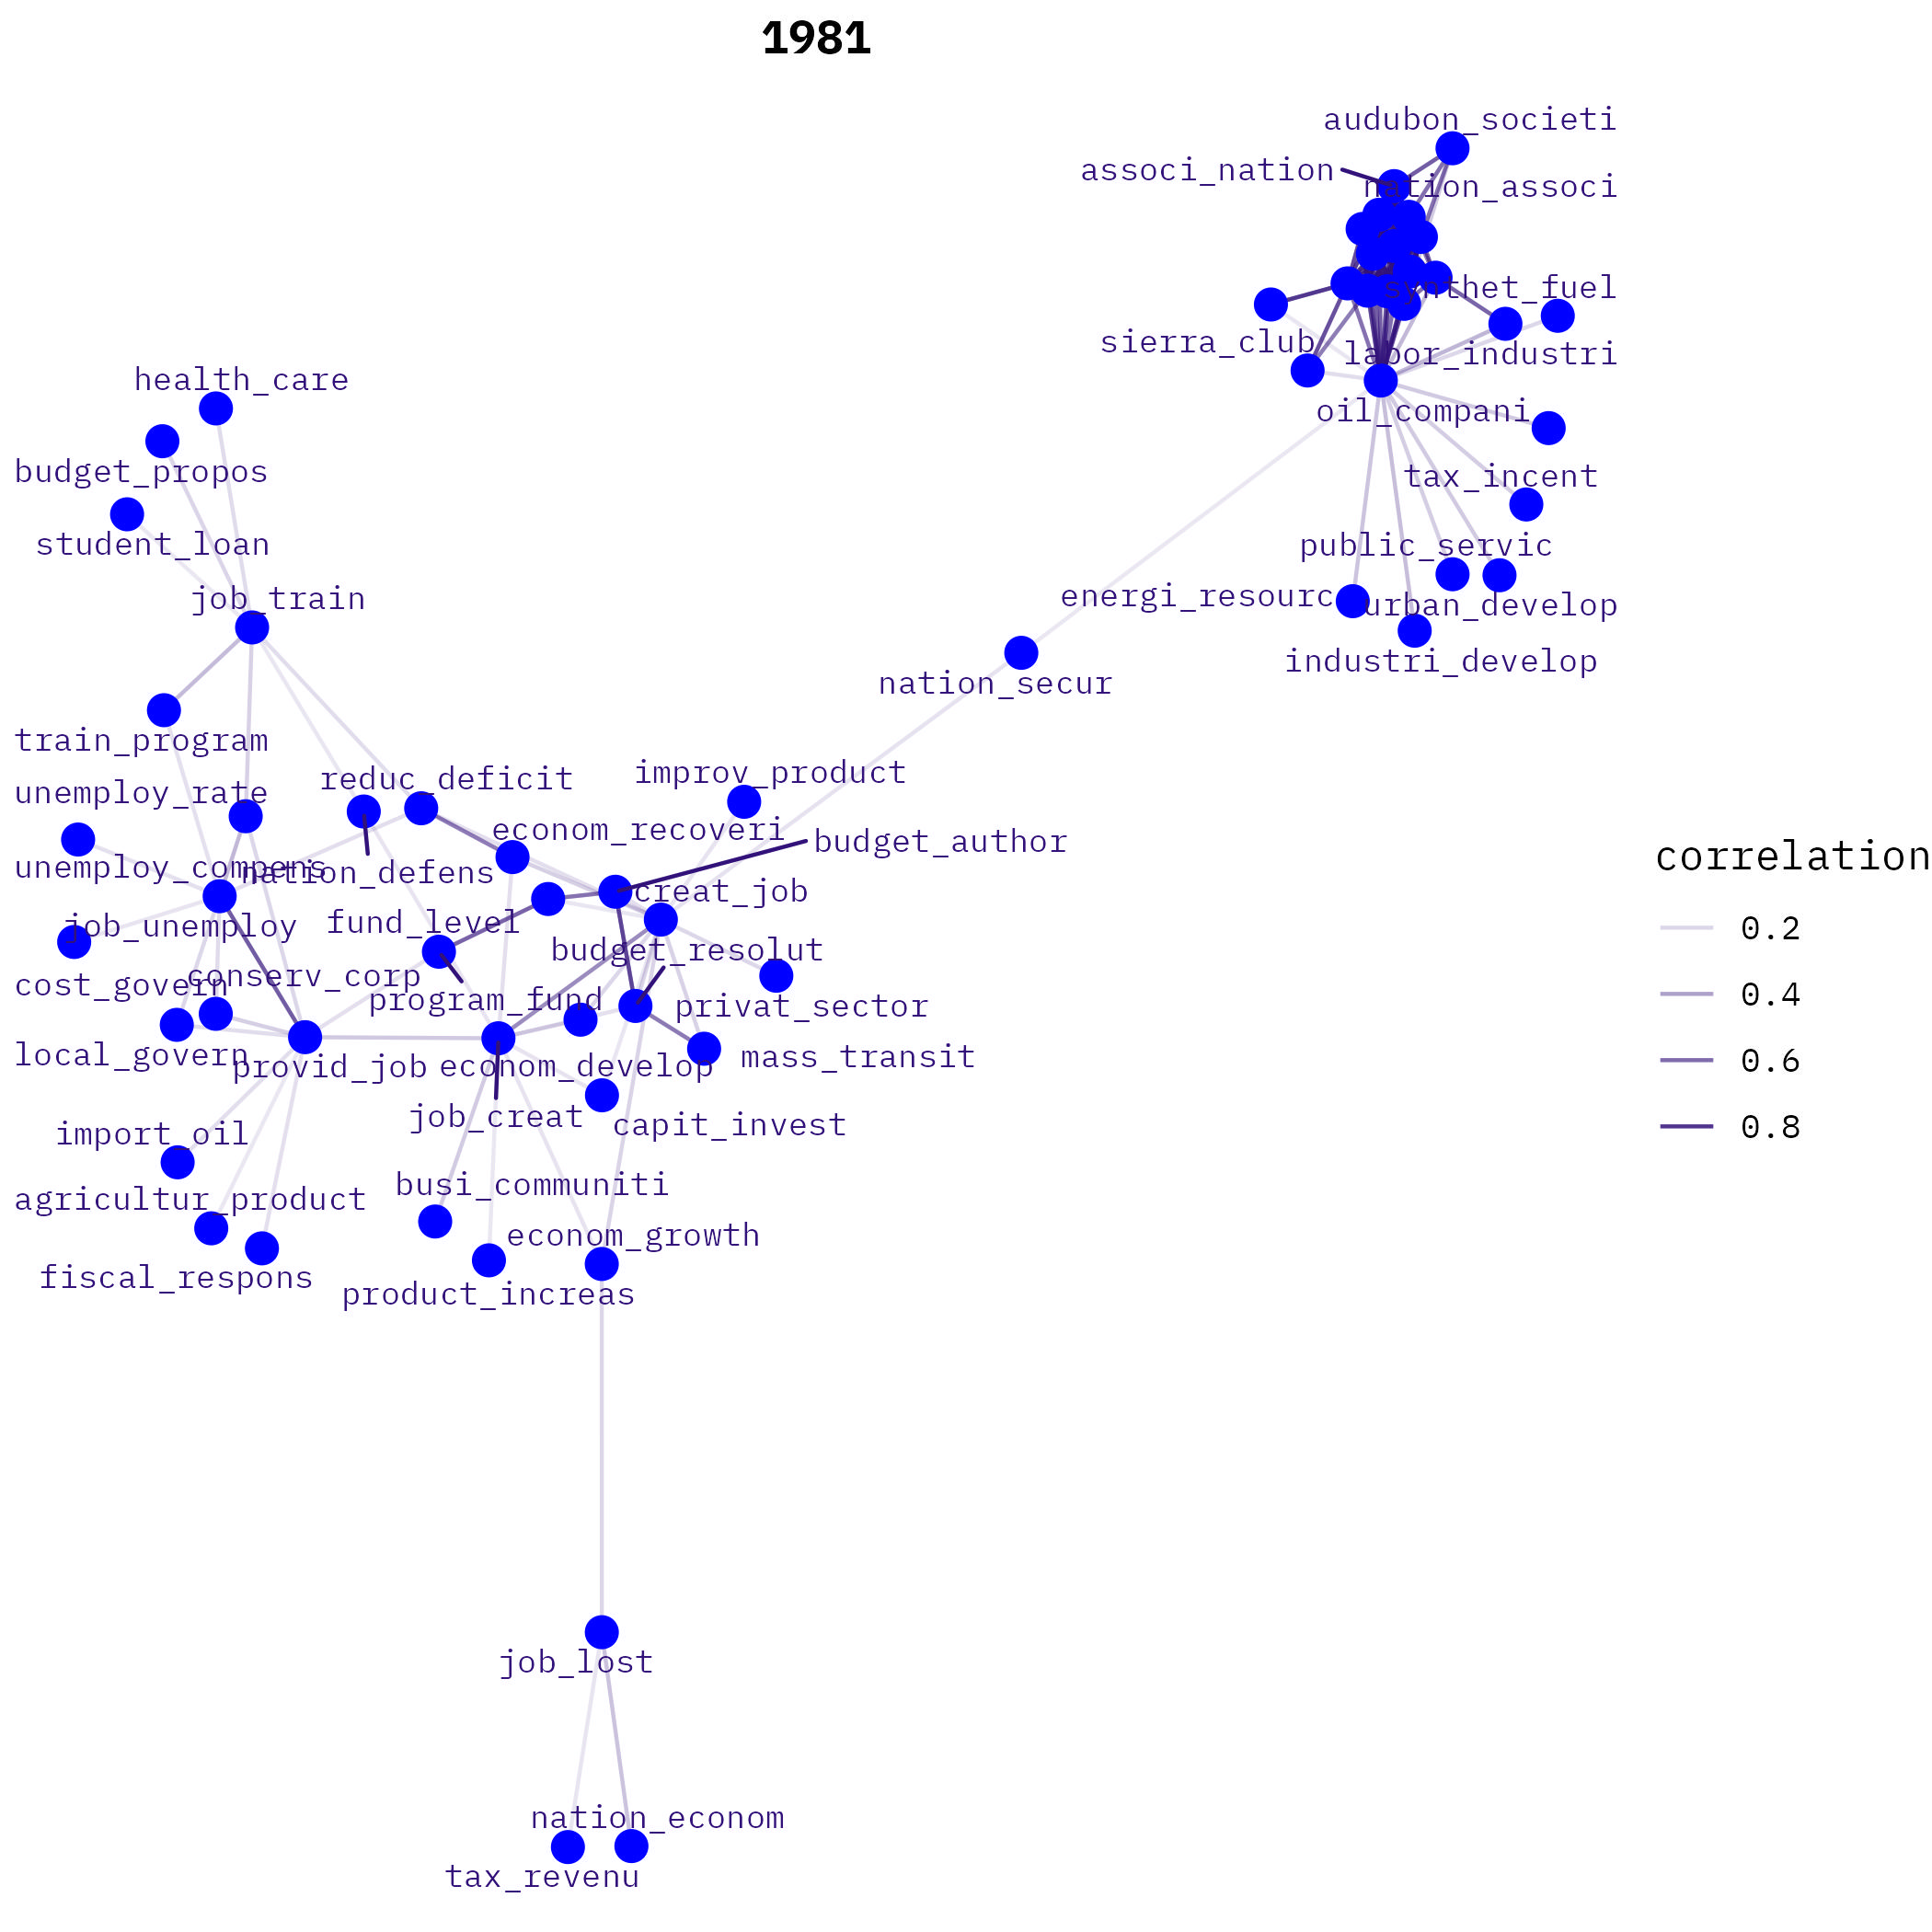 1981
audubon_societi
associ_nation
nation_associ
synthet_fuel
sierra_club
labor_industri
health_care
oil_compani
budget_propos
tax_incent
student_loan
public_servic
job_train
energi_resourc
urban_develop
industri_develop
nation_secur
train_program
improv_product
reduc_deficit
unemploy_rate
econom_recoveri
budget_author
correlation
unemploy_compens
nation_defens
creat_job
job_unemploy
fund_level
0.2
budget_resolut
conserv_corp
cost_govern
0.4
program_fund
privat_sector
local_govern
mass_transit
0.6
provid_job
econom_develop
job_creat
capit_invest
0.8
import_oil
busi_communiti
agricultur_product
econom_growth
fiscal_respons
product_increas
job_lost
nation_econom
tax_revenu